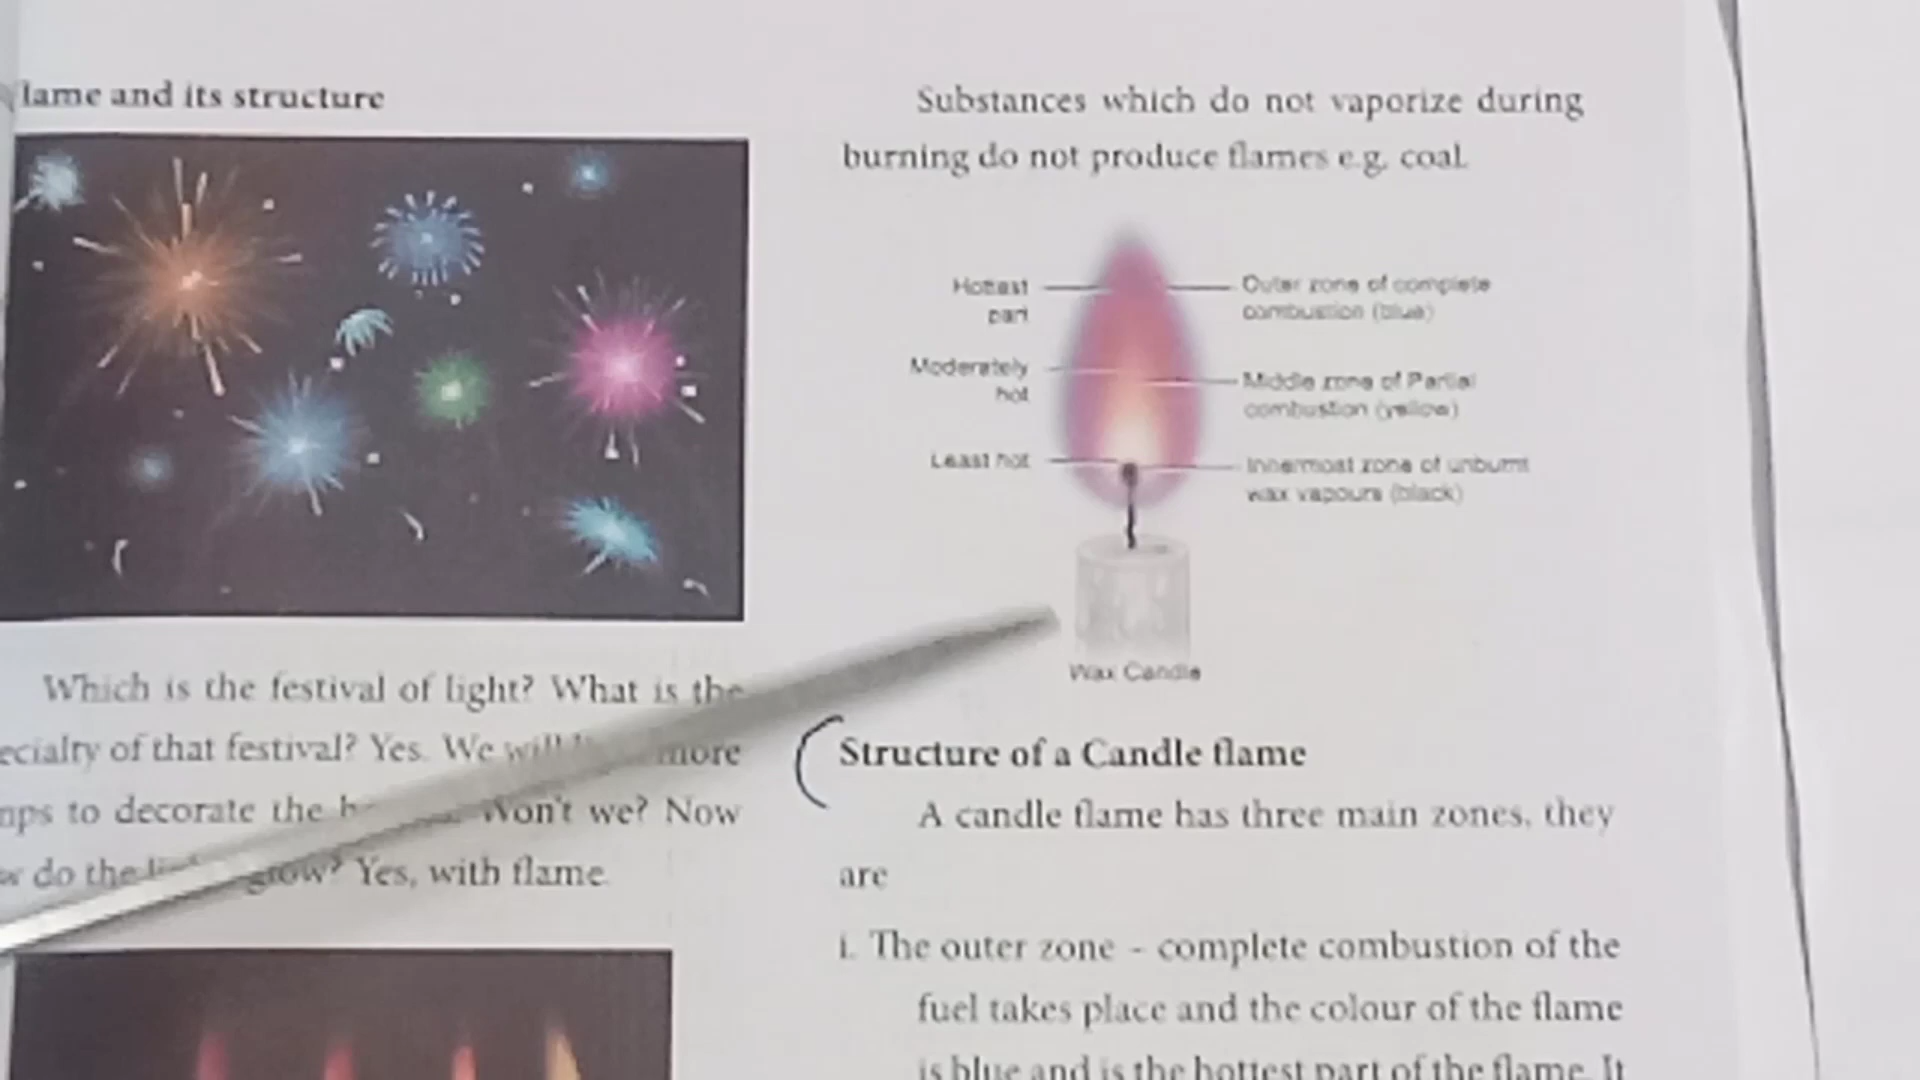 lame and its structure
Which is the festival of light? What is the
ecialty of that festival? Yes. We will more
mps to decorate the Won't we? Now
w do the grow? Yes, with flame.
Substances which do not vaporize during
burning do not produce flames e.g. coal.
Hottest
part
Outer zone of complete
combustion (blue)
Moderately
hot
Middle zone of Partial
combustion (yellow)
Least hot
Innermost zone of unburnt
wax vapours (black)
Wax Candle
Structure of a Candle flame
A candle flame has three main zones, they
are
i. The outer zone - complete combustion of the
fuel takes place and the colour of the flame
is blue and is the hottest part of the flame. It